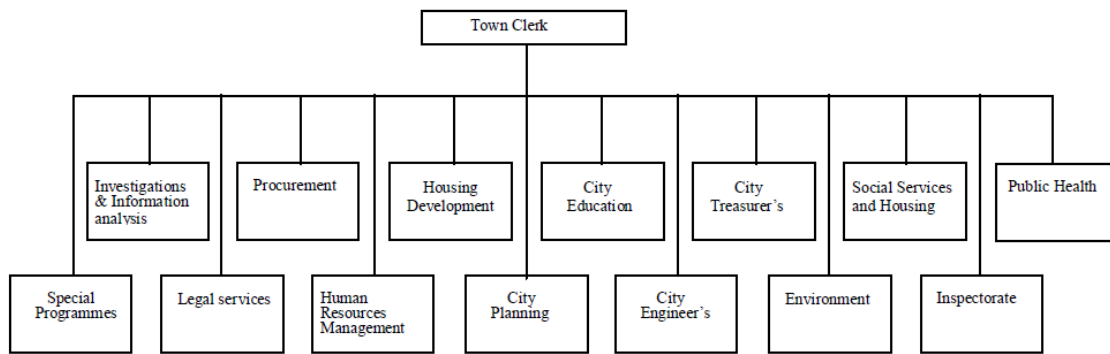 Town Clerk
Investigations
& Information
analysis
Procurement
Housing
Development
City
Education
City
Treasurer's
Social Services
and Housing
Public Health
Special
Programmes
Legal services
Human
Resources
Management
City
Planning
City
Engineer's
Environment
Inspectorate